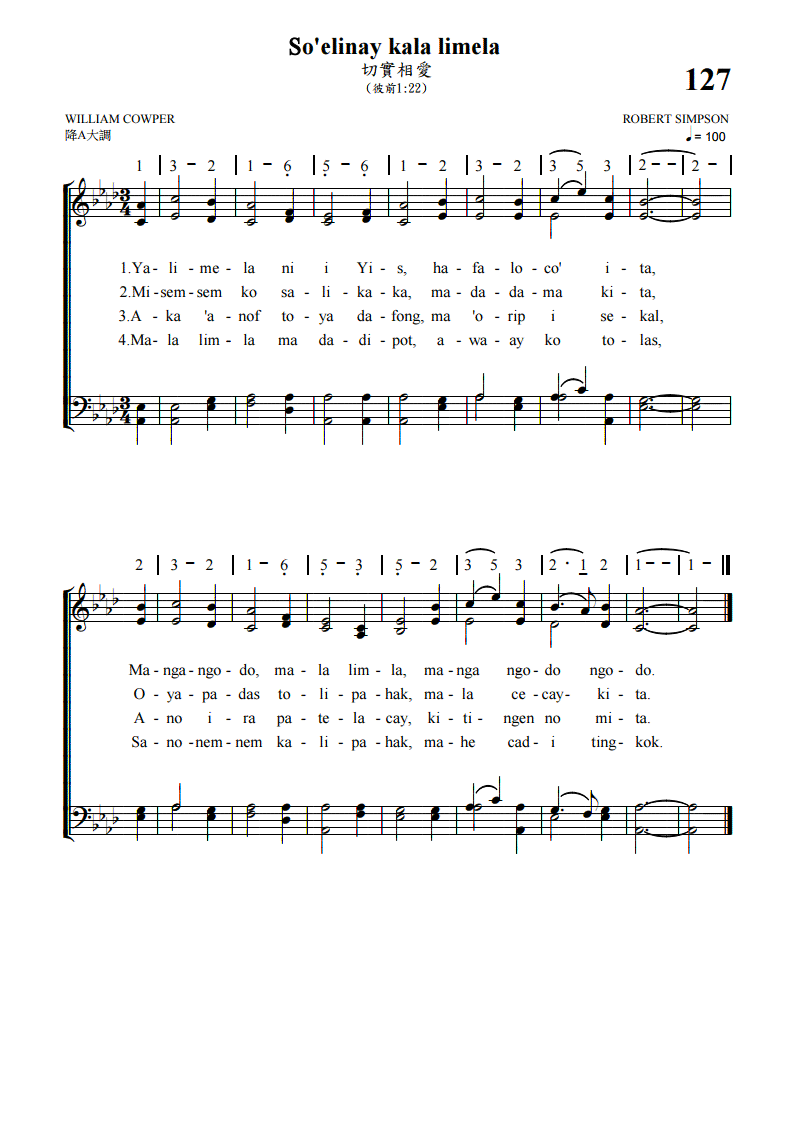 So'elinay kala limela
切實相愛
(彼前1:22)
127
WILLIAM COWPER
ROBERT SIMPSON
降A大調
♩= 100
1 | 3 - 2 | 1 - 6̣ | 5̣ - 6̣ | 1 - 2 | 3 - 2 | 3 5 3 | 2 - - | 2 - |
1.Ya - li - me - la ni i Yi - s, ha - fa - lo - co' i - ta,
2.Mi - sem - sem ko sa - li - ka - ka, ma - da - da - ma ki - ta,
3.A - ka 'a - nof to - ya da - fong, ma 'o - rip i se - kal,
4.Ma - la lim - la ma da - di - pot, a - wa - ay ko to - las,
2 | 3 - 2 | 1 - 6̣ | 5̣ - 3̣ | 5̣ - 2 | 3 5 3 | 2 · 1 2 | 1 - - | 1 - ‖
Ma - nga - ngo - do, ma - la lim - la, ma - nga ngo - do ngo - do.
O - ya - pa - das to - li - pa - hak, ma - la ce - cay - ki - ta.
A - no i - ra pa - te - la - cay, ki - ti - ngen no mi - ta.
Sa - no - nem - nem ka - li - pa - hak, ma - he cad - i ting - kok.